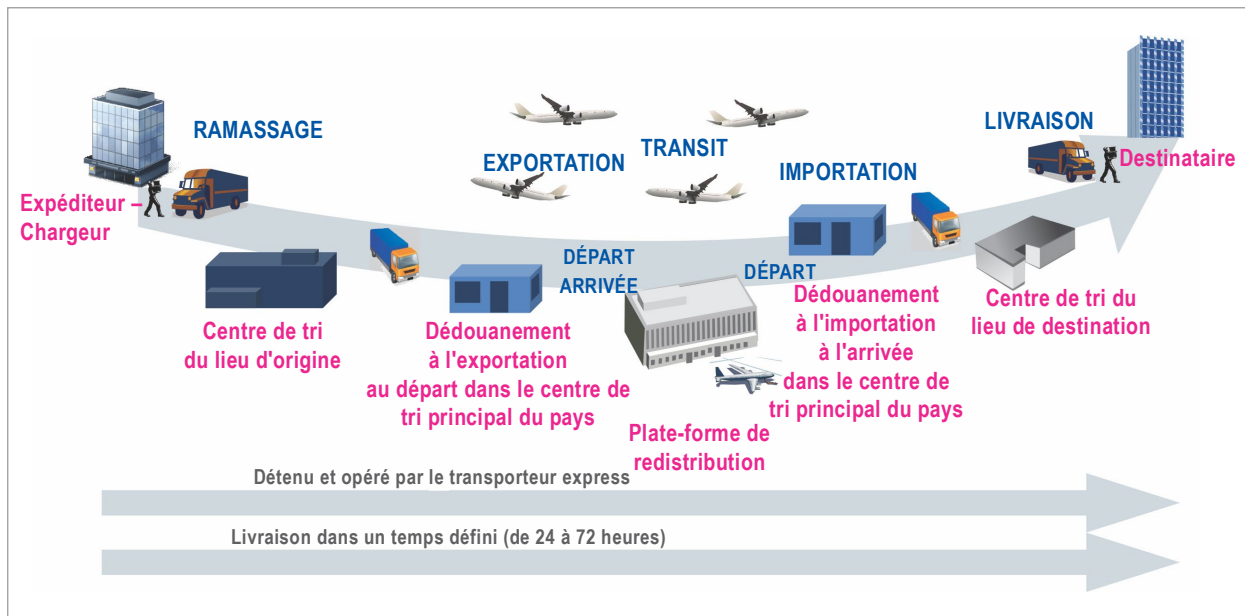 RAMASSAGE
EXPORTATION
TRANSIT
IMPORTATION
LIVRAISON
Destinataire
Expéditeur –
Chargeur
DÉPART
ARRIVÉE
DÉPART
Centre de tri
du lieu d'origine
Dédouanement
à l'exportation
au départ dans le centre de
tri principal du pays
Plate-forme de
redistribution
Dédouanement
à l'importation
à l'arrivée
dans le centre de
tri principal du pays
Centre de tri du
lieu de destination
Détenu et opéré par le transporteur express
Livraison dans un temps défini (de 24 à 72 heures)